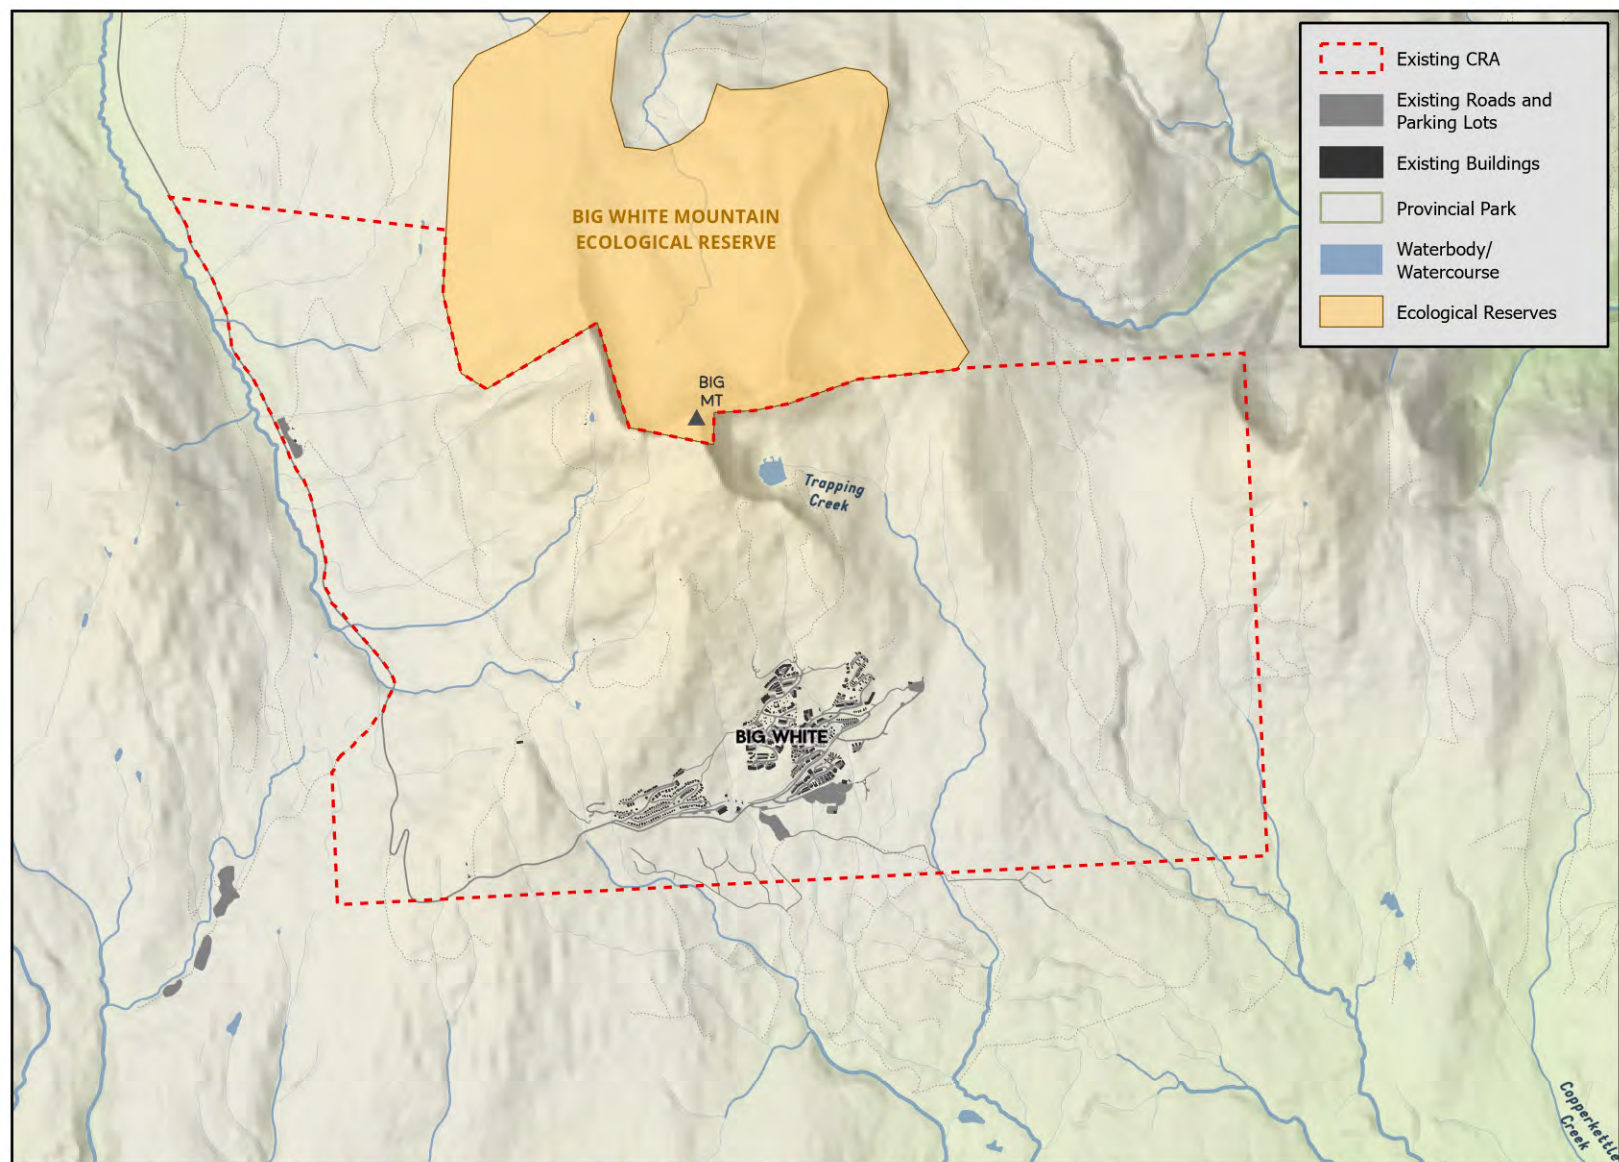 Existing CRA
Existing Roads and
Parking Lots
Existing Buildings
Provincial Park
Waterbody/
Watercourse
Ecological Reserves
BIG WHITE MOUNTAIN
ECOLOGICAL RESERVE
BIG
MT
Trapping
Creek
BIG WHITE
Copperkettle
Creek